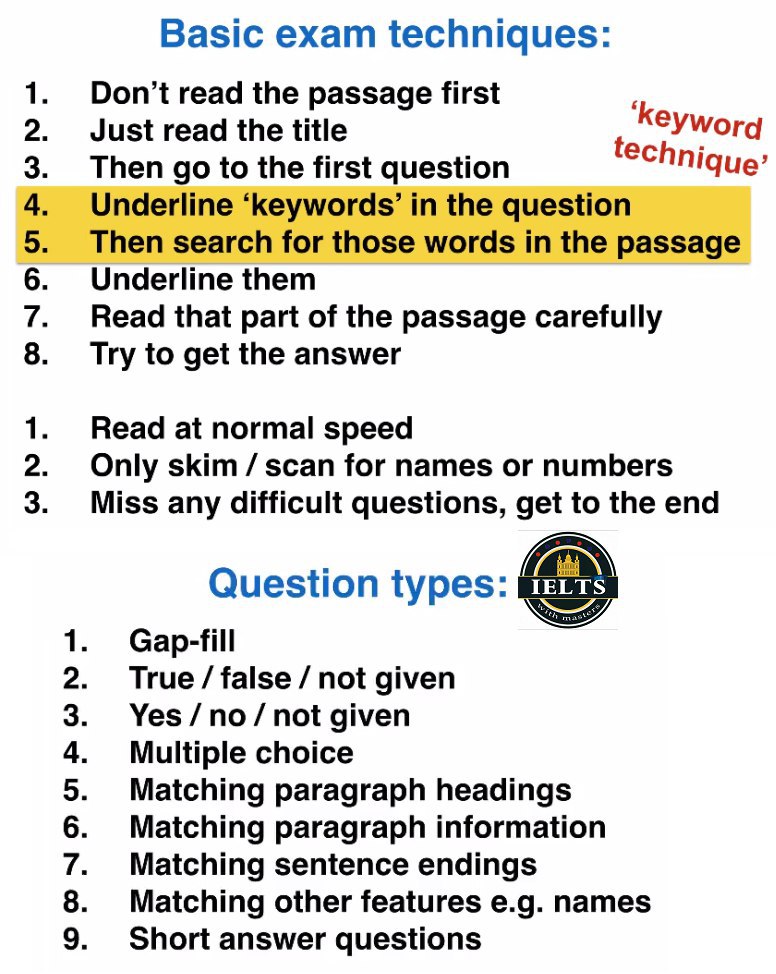 Basic exam techniques:
1. Don’t read the passage first
2. Just read the title
‘keyword
technique’
3. Then go to the first question
4. Underline ‘keywords’ in the question
5. Then search for those words in the passage
6. Underline them
7. Read that part of the passage carefully
8. Try to get the answer
1. Read at normal speed
2. Only skim / scan for names or numbers
3. Miss any difficult questions, get to the end
Question types:
IELTS
with masters
1. Gap-fill
2. True / false / not given
3. Yes / no / not given
4. Multiple choice
5. Matching paragraph headings
6. Matching paragraph information
7. Matching sentence endings
8. Matching other features e.g. names
9. Short answer questions